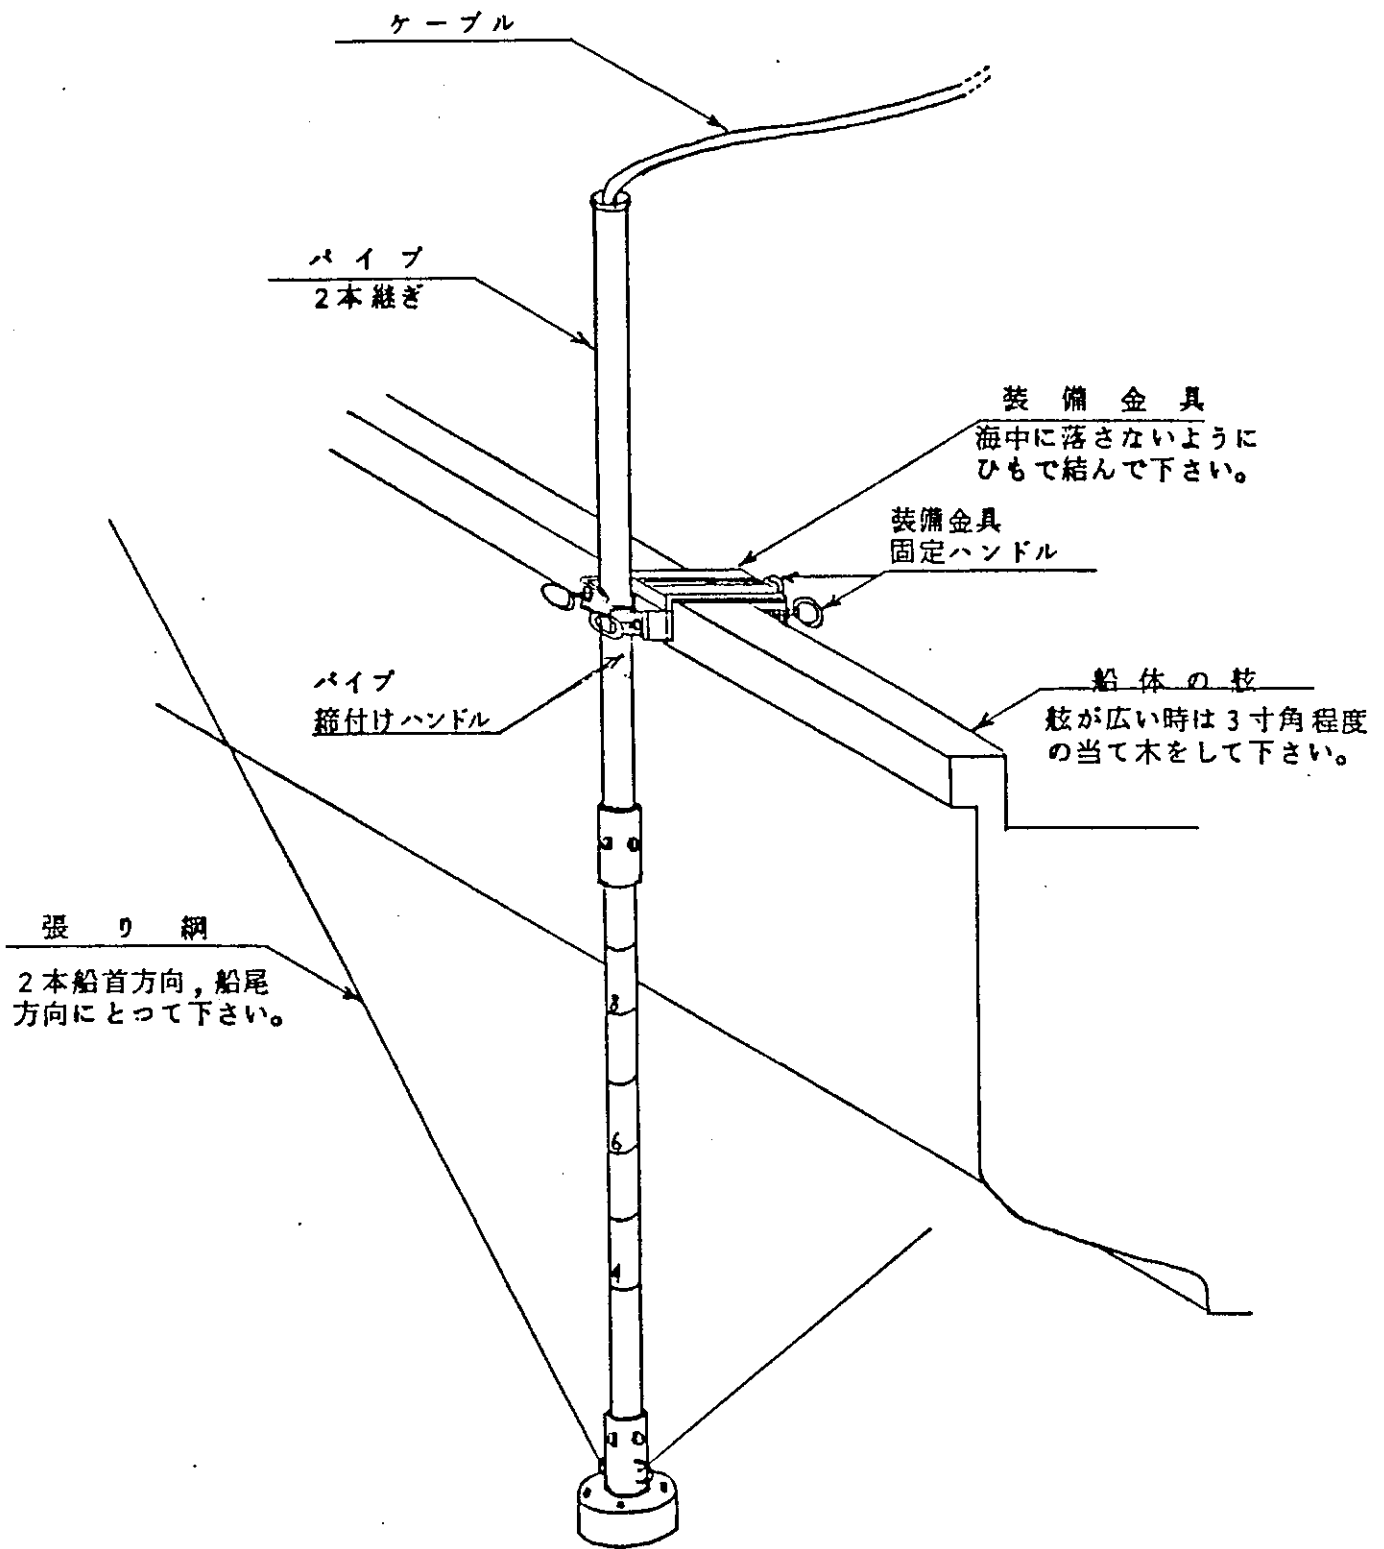 ケーブル
パイプ
2本継ぎ
装備金具
海中に落さないように
ひもで結んで下さい。
装備金具
固定ハンドル
パイプ
締付けハンドル
船体の舷
舷が広い時は3寸角程度
の当て木をして下さい。
張り綱
2本船首方向,船尾
方向にとつて下さい。
8
6
4